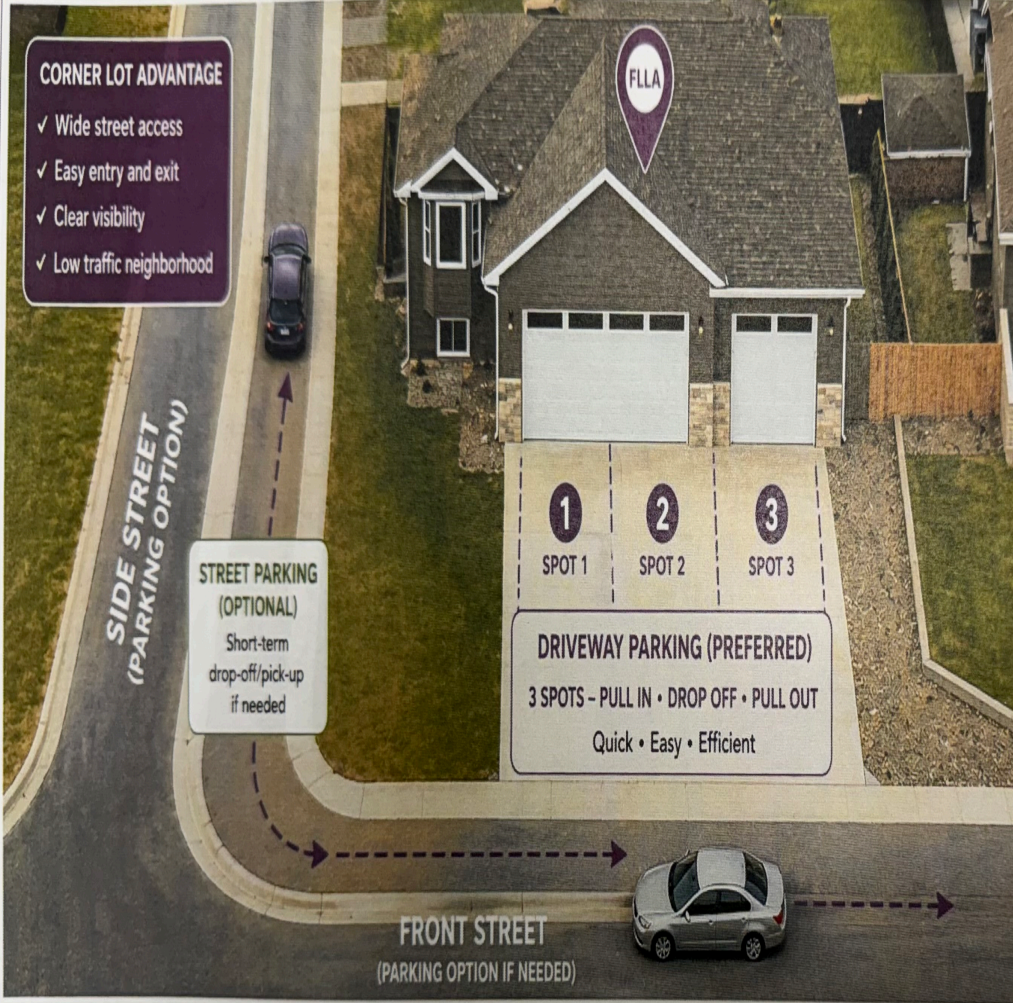 CORNER LOT ADVANTAGE
✓ Wide street access
✓ Easy entry and exit
✓ Clear visibility
✓ Low traffic neighborhood
FLLA
SIDE STREET
(PARKING OPTION)
STREET PARKING
(OPTIONAL)
Short-term
drop-off/pick-up
if needed
1
SPOT 1
2
SPOT 2
3
SPOT 3
DRIVEWAY PARKING (PREFERRED)
3 SPOTS – PULL IN • DROP OFF • PULL OUT
Quick • Easy • Efficient
FRONT STREET
(PARKING OPTION IF NEEDED)